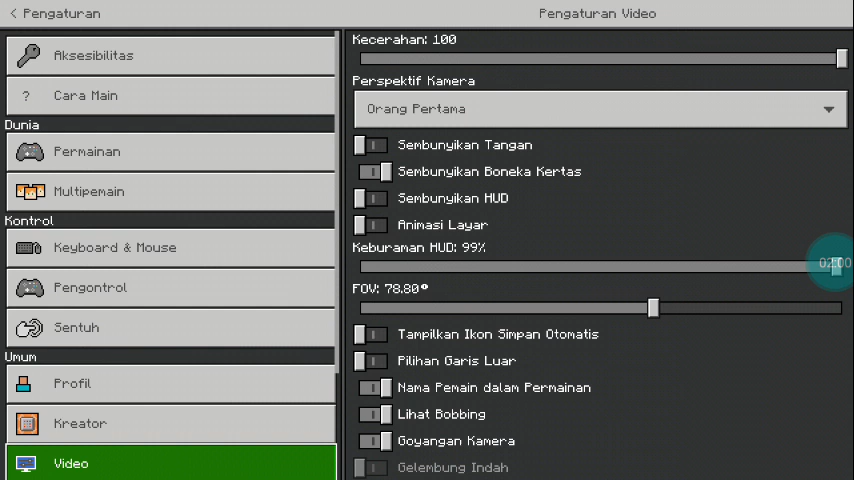 < Pengaturan
Pengaturan Video
Aksesibilitas
? Cara Main
Dunia
Permainan
Multipemain
Kontrol
Keyboard & Mouse
Pengontrol
Sentuh
Umum
Profil
Kreator
Video
Kecerahan: 100
Perspektif Kamera
Orang Pertama
Sembunyikan Tangan
Sembunyikan Boneka Kertas
Sembunyikan HUD
Animasi Layar
Keburaman HUD: 99%
02:00
FOV: 78.80°
Tampilkan Ikon Simpan Otomatis
Pilihan Garis Luar
Nama Pemain dalam Permainan
Lihat Bobbing
Goyangan Kamera
Gelembung Indah